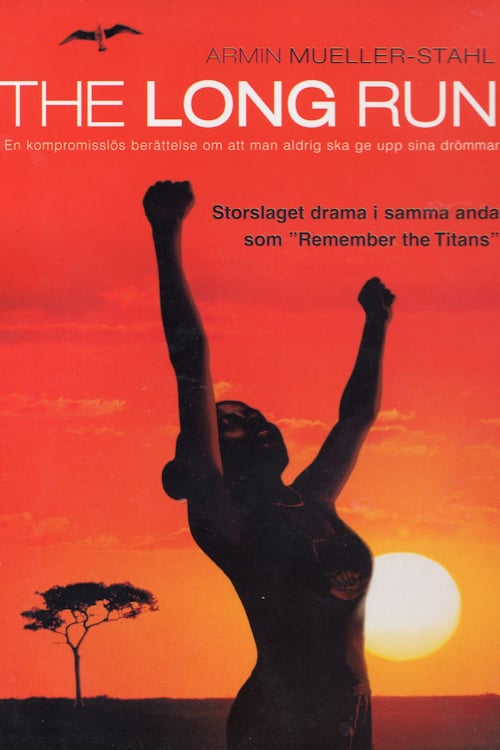 ARMIN MUELLER-STAHL
THE LONG RUN
En kompromisslös berättelse om att man aldrig ska ge upp sina drömmar
Storslaget drama i samma anda
som ”Remember the Titans”